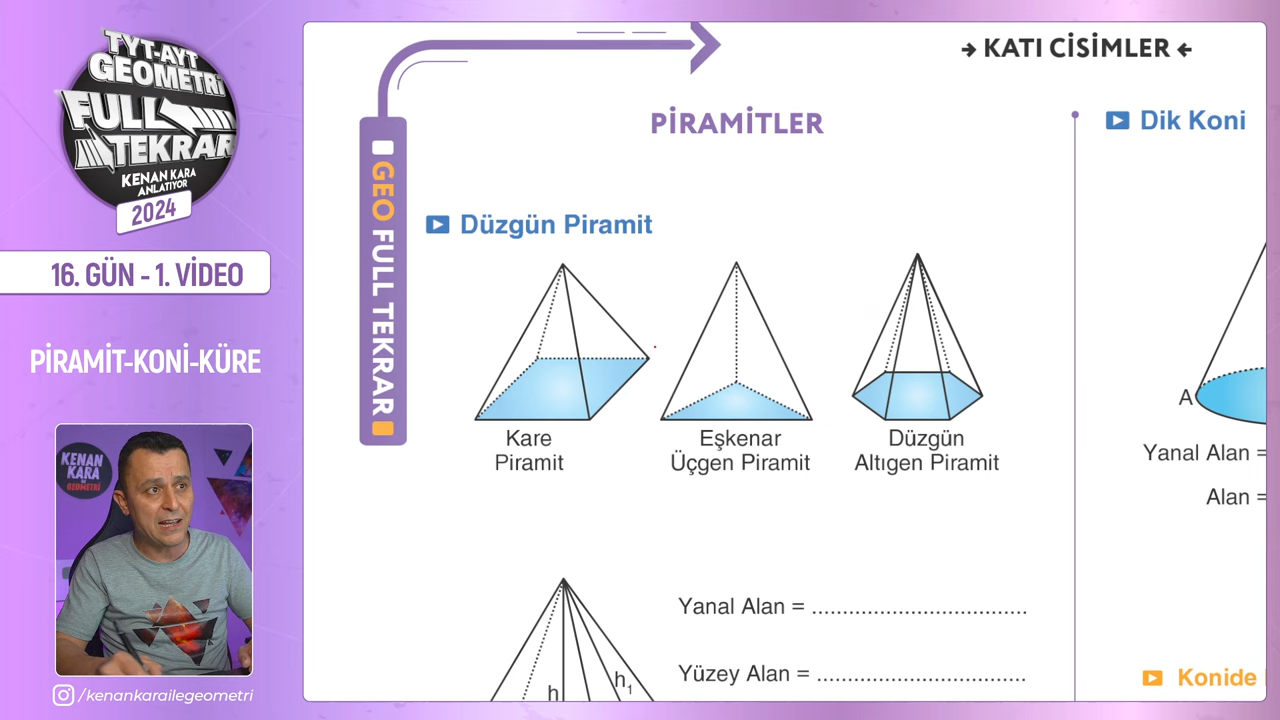 TYT-AYT
GEOMETRİ
FULL
TEKRAR
KENAN KARA
ANLATIYOR
2024
16. GÜN - 1. VİDEO
PİRAMİT-KONİ-KÜRE
KENAN
KARA
GEOMETRİ
/kenankarailegeometri
GEO FULL TEKRAR
→ KATI CİSİMLER ←
PİRAMİTLER
Düzgün Piramit
Kare
Piramit
Eşkenar
Üçgen Piramit
Düzgün
Altıgen Piramit
h
h₁
Yanal Alan = ...................................
Yüzey Alan = ..................................
Dik Koni
A
Yanal Alan =
Alan =
Konide